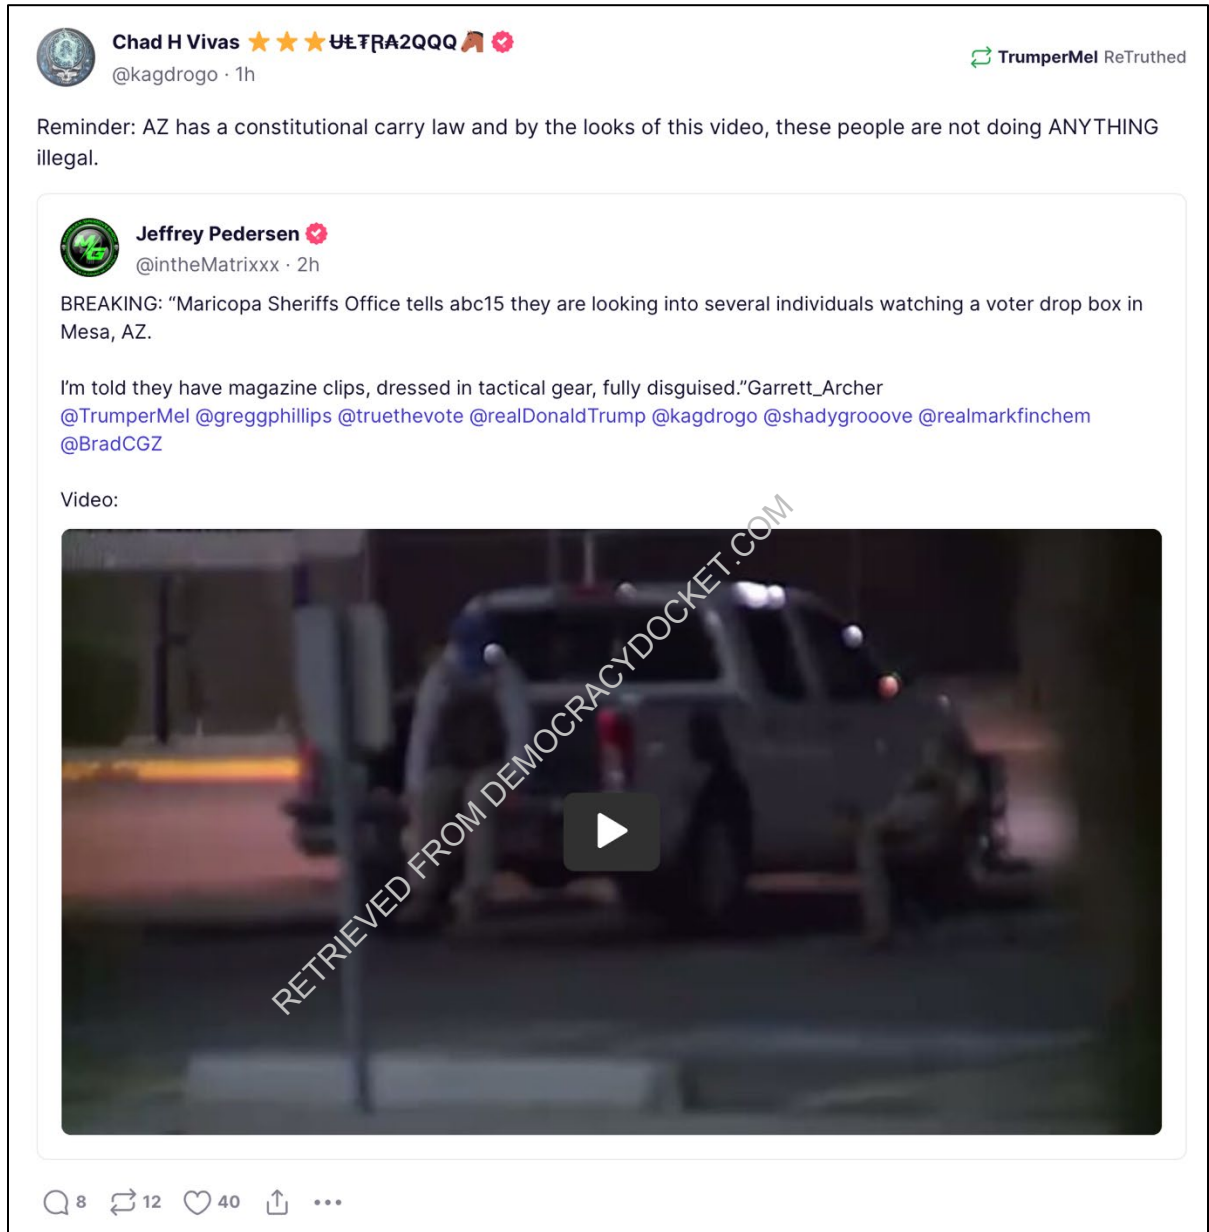 Chad H Vivas ⭐⭐⭐ɄŁ₮ⱤA2QQQ🐴
TrumperMel ReTruthed
@kagdrogo · 1h
Reminder: AZ has a constitutional carry law and by the looks of this video, these people are not doing ANYTHING
illegal.
MG
Jeffrey Pedersen
@intheMatrixxx · 2h
BREAKING: “Maricopa Sheriffs Office tells abc15 they are looking into several individuals watching a voter drop box in
Mesa, AZ.
I’m told they have magazine clips, dressed in tactical gear, fully disguised.”Garrett_Archer
@TrumperMel @greggphillips @truethevote @realDonaldTrump @kagdrogo @shadygrooove @realmarkfinchem
@BradCGZ
Video:
RETRIEVED FROM DEMOCRACYDOCKET.COM
8 12 40